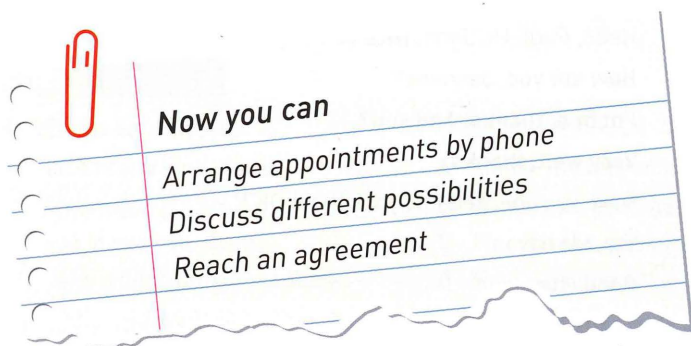 Now you can
Arrange appointments by phone
Discuss different possibilities
Reach an agreement